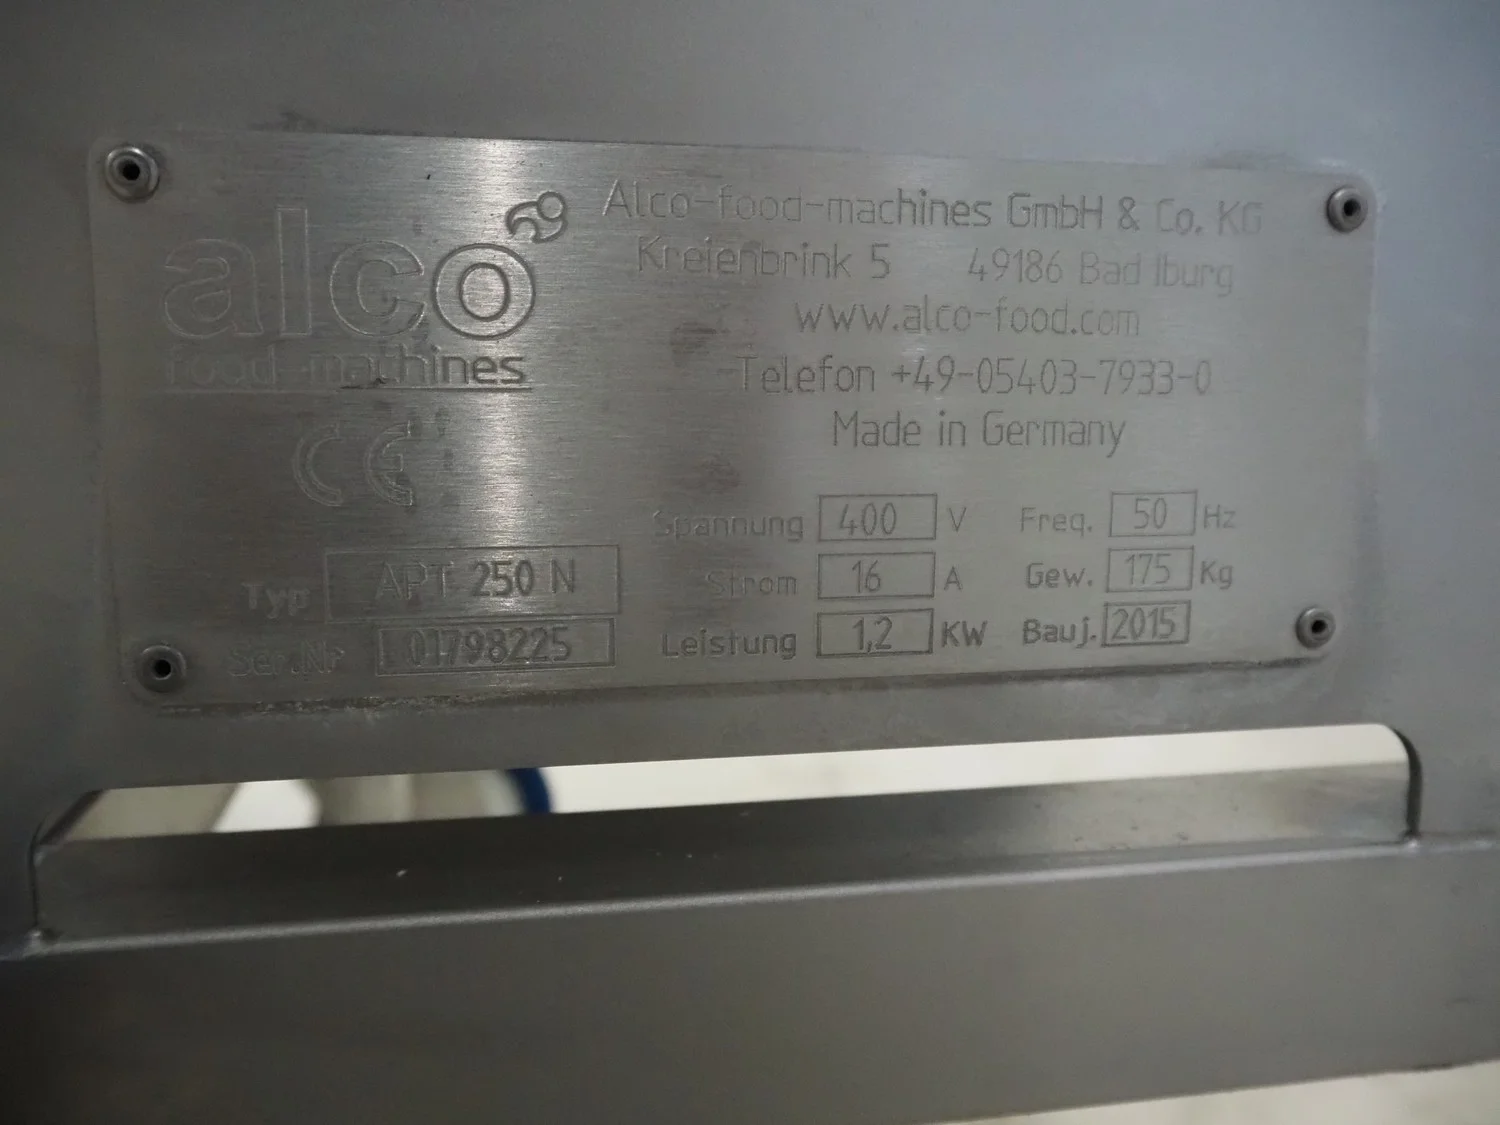 alco
food-machines
CE
Alco-food-machines GmbH & Co. KG
Kreienbrink 5 49186 Bad Iburg
www.alco-food.com
Telefon +49-05403-7933-0
Made in Germany
Spannung 400 V Freq. 50 Hz
Strom 16 A Gew. 175 Kg
Leistung 1,2 KW Bauj. 2015
Typ APT 250 N
Ser.Nr 01798225